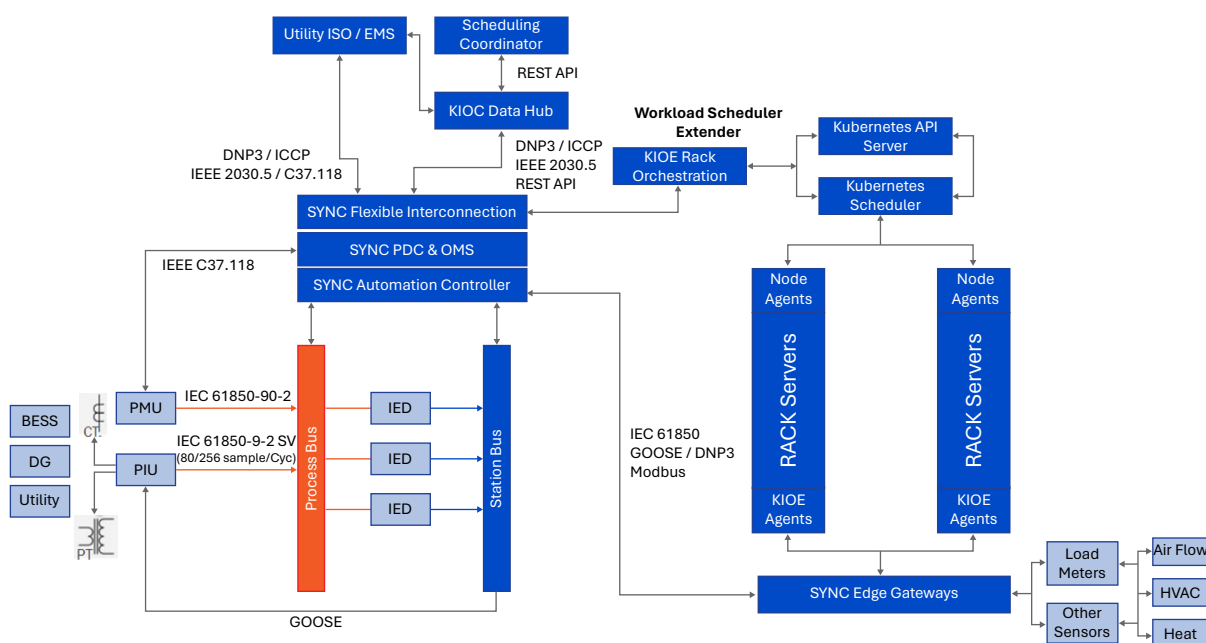 Utility ISO / EMS
Scheduling
Coordinator
REST API
KIOC Data Hub
DNP3 / ICCP
IEEE 2030.5 / C37.118
DNP3 / ICCP
IEEE 2030.5
REST API
Workload Scheduler
Extender
KIOE Rack
Orchestration
Kubernetes API
Server
Kubernetes
Scheduler
SYNC Flexible Interconnection
SYNC PDC & OMS
SYNC Automation Controller
IEEE C37.118
Node
Agents
RACK Servers
KIOE
Agents
Node
Agents
RACK Servers
KIOE
Agents
BESS
DG
Utility
CT
PT
PMU
PIU
IEC 61850-90-2
IEC 61850-9-2 SV
(80/256 sample/Cyc)
Process Bus
IED
IED
IED
Station Bus
GOOSE
IEC 61850
GOOSE / DNP3
Modbus
SYNC Edge Gateways
Load
Meters
Other
Sensors
Air Flow
HVAC
Heat